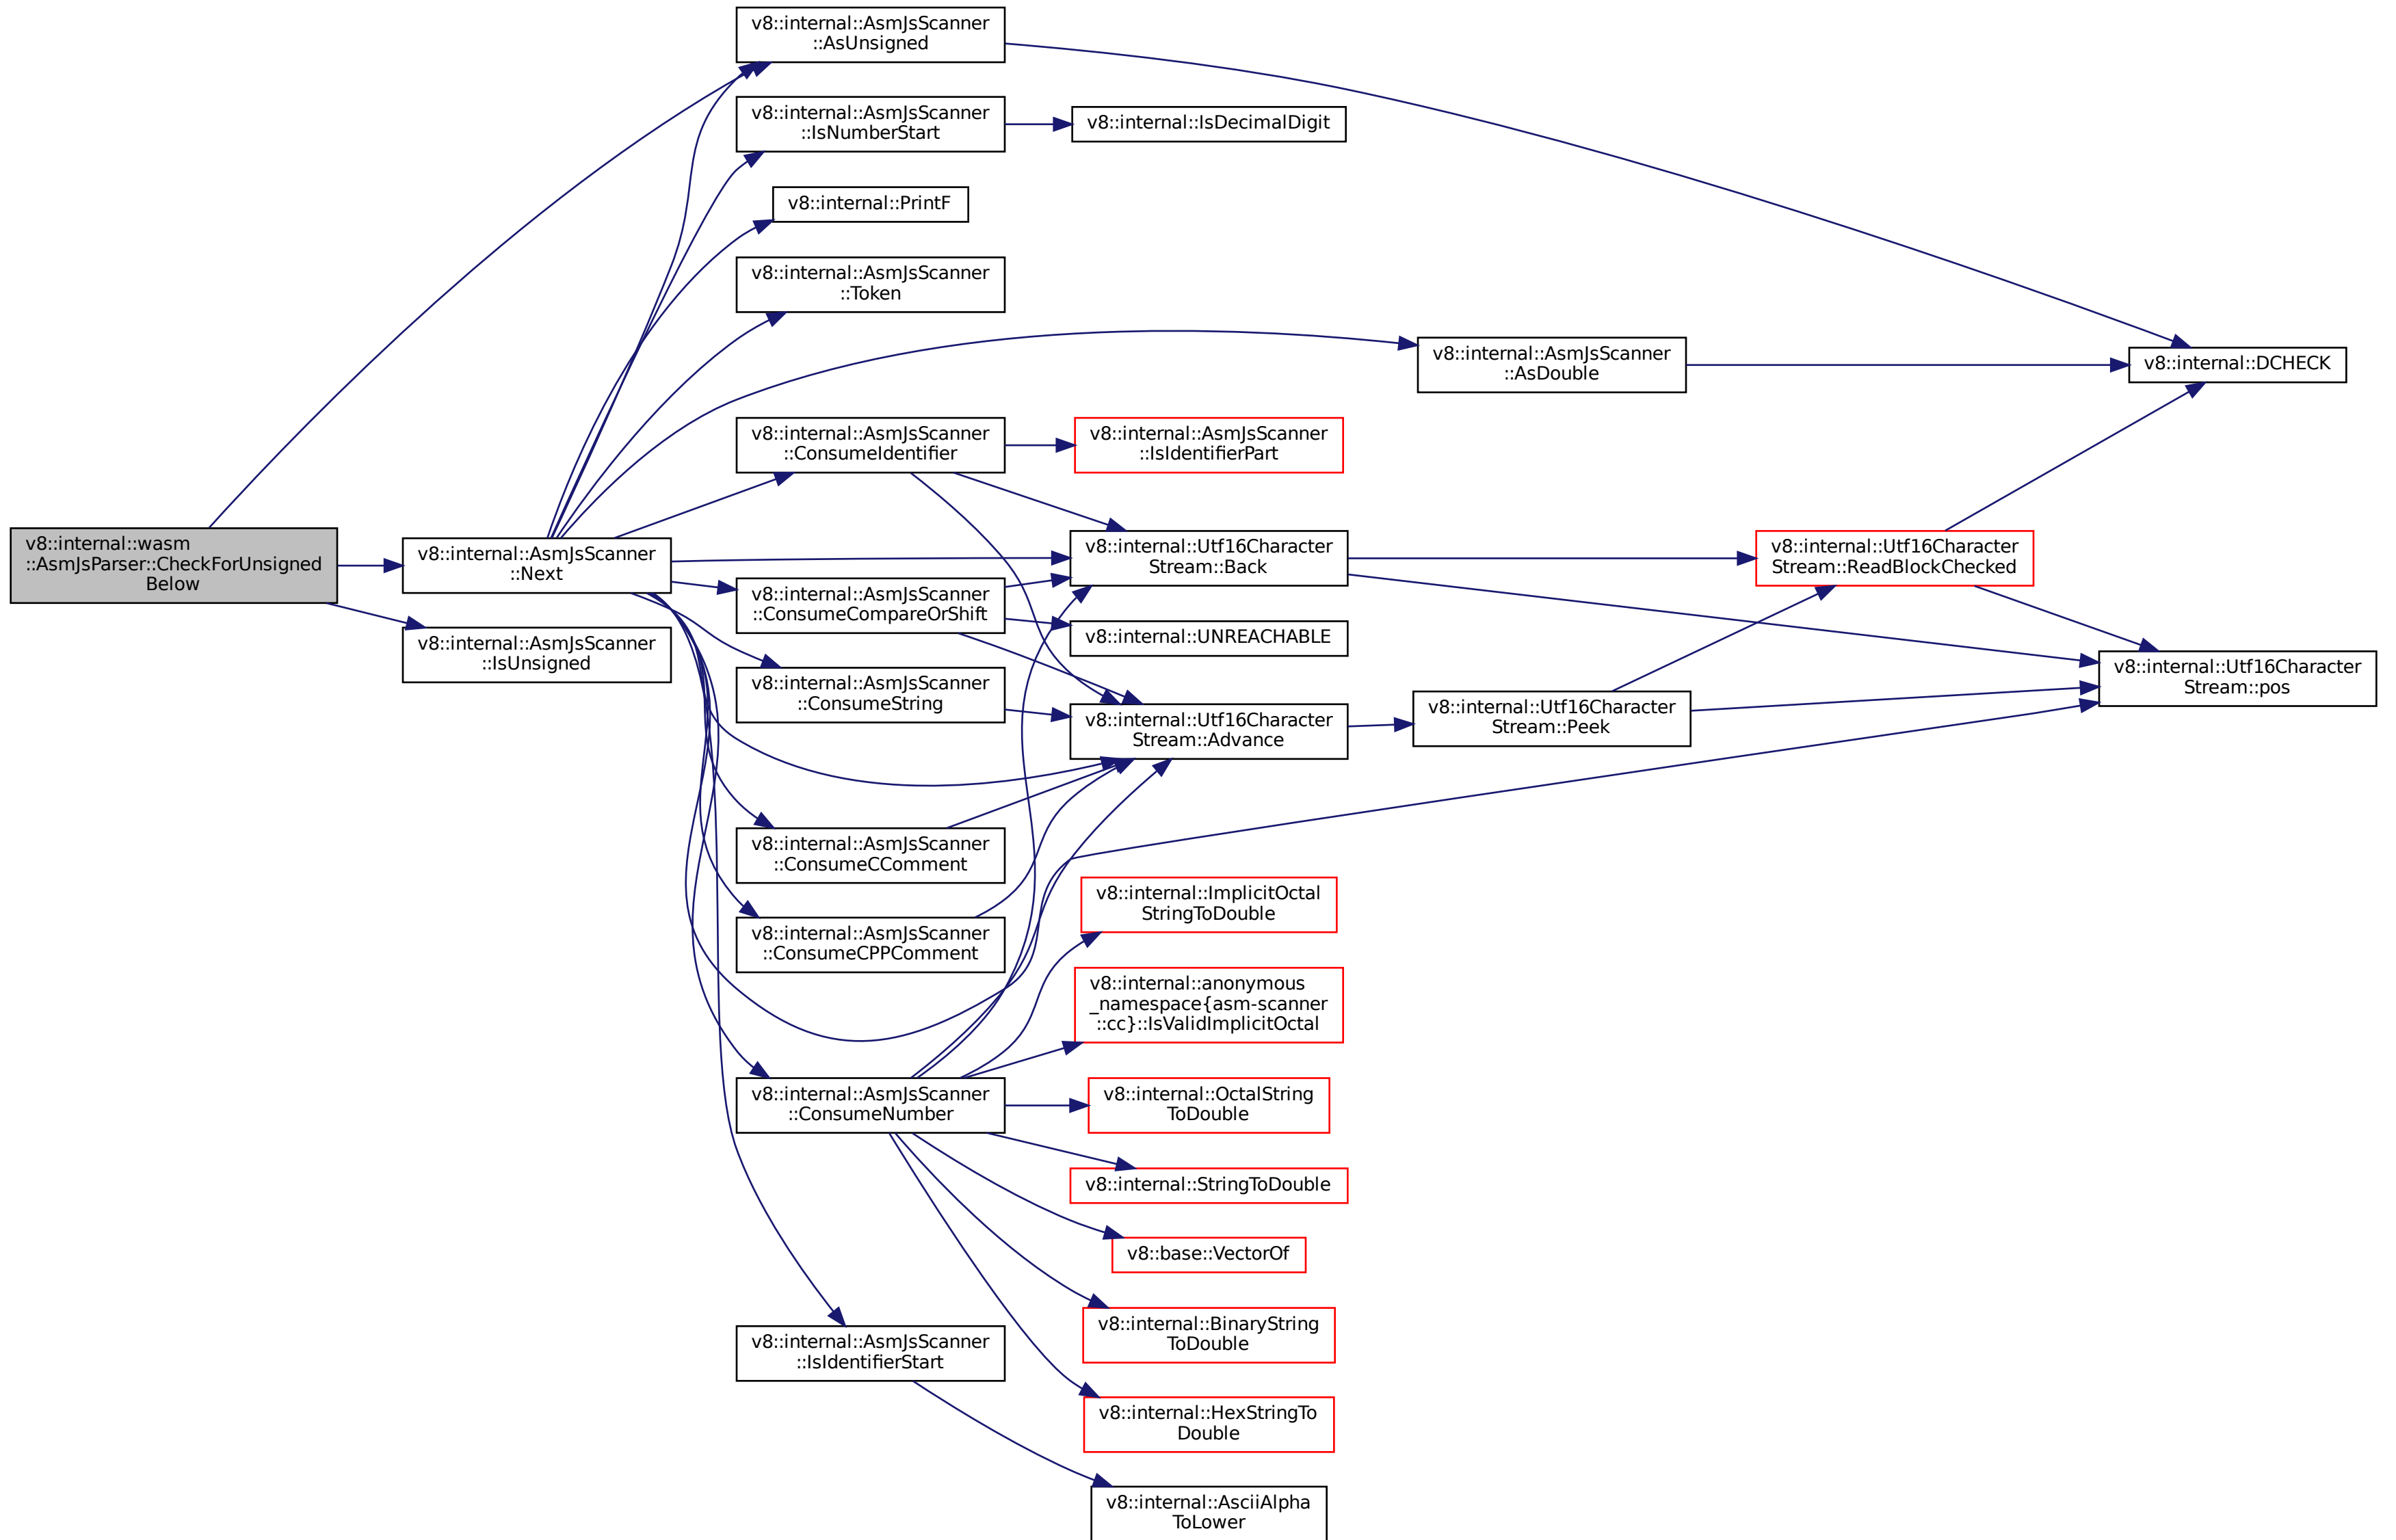 v8::internal::AsmJsScanner
::AsUnsigned
v8::internal::AsmJsScanner
::IsNumberStart
v8::internal::IsDecimalDigit
v8::internal::PrintF
v8::internal::AsmJsScanner
::Token
v8::internal::AsmJsScanner
::AsDouble
v8::internal::DCHECK
v8::internal::AsmJsScanner
::ConsumeIdentifier
v8::internal::AsmJsScanner
::IsIdentifierPart
v8::internal::wasm
::AsmJsParser::CheckForUnsigned
Below
v8::internal::AsmJsScanner
::Next
v8::internal::Utf16Character
Stream::Back
v8::internal::Utf16Character
Stream::ReadBlockChecked
v8::internal::AsmJsScanner
::ConsumeCompareOrShift
v8::internal::UNREACHABLE
v8::internal::AsmJsScanner
::IsUnsigned
v8::internal::AsmJsScanner
::ConsumeString
v8::internal::Utf16Character
Stream::pos
v8::internal::Utf16Character
Stream::Advance
v8::internal::Utf16Character
Stream::Peek
v8::internal::AsmJsScanner
::ConsumeCComment
v8::internal::ImplicitOctal
StringToDouble
v8::internal::AsmJsScanner
::ConsumeCPPComment
v8::internal::anonymous
_namespace{asm-scanner
::cc}::IsValidImplicitOctal
v8::internal::AsmJsScanner
::ConsumeNumber
v8::internal::OctalString
ToDouble
v8::internal::StringToDouble
v8::base::VectorOf
v8::internal::BinaryString
ToDouble
v8::internal::AsmJsScanner
::IsIdentifierStart
v8::internal::HexStringTo
Double
v8::internal::AsciiAlpha
ToLower